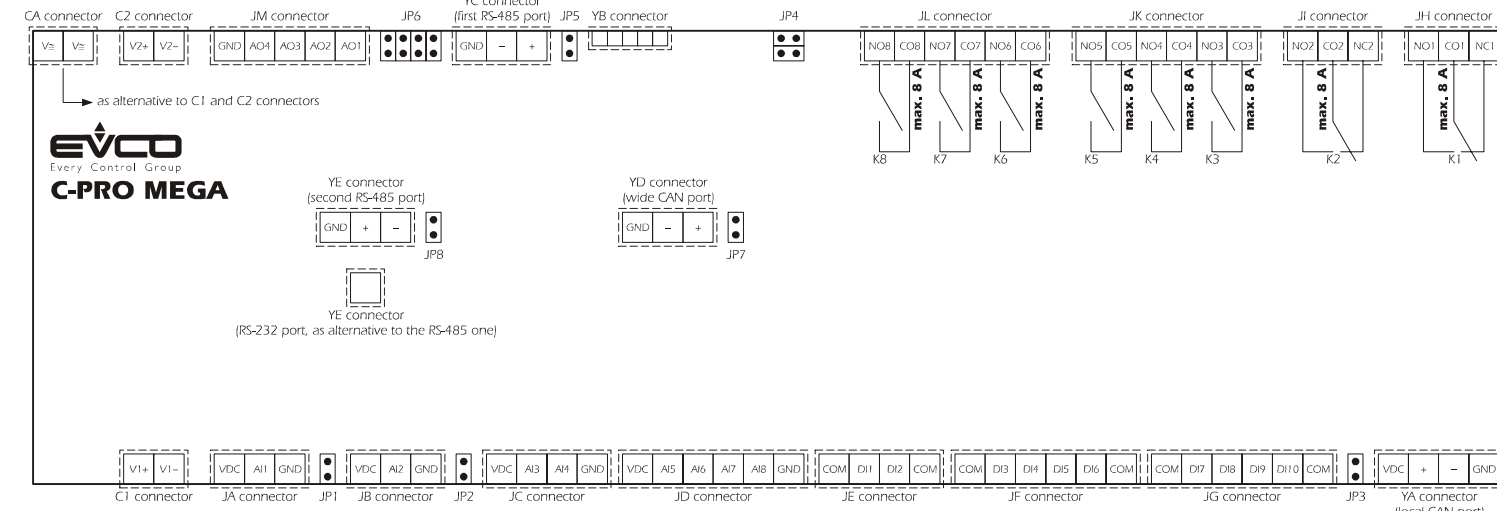 CA connector C2 connector JM connector JP6 YC connector JP5 YB connector JP4 JL connector JK connector JI connector JH connector
(first RS-485 port)
V≂ V≂ V2+ V2− GND AO4 AO3 AO2 AO1 GND − + NO8 CO8 NO7 CO7 NO6 CO6 NO5 CO5 NO4 CO4 NO3 CO3 NO2 CO2 NC2 NO1 CO1 NC1
as alternative to C1 and C2 connectors
max. 8 A max. 8 A max. 8 A max. 8 A max. 8 A max. 8 A max. 8 A max. 8 A
K8 K7 K6 K5 K4 K3 K2 K1
EVCO
Every Control Group
C-PRO MEGA
YE connector
(second RS-485 port)
GND + −
JP8
YD connector
(wide CAN port)
GND − +
JP7
YE connector
(RS-232 port, as alternative to the RS-485 one)
V1+ V1− VDC AI1 GND VDC AI2 GND VDC AI3 AI4 GND VDC AI5 AI6 AI7 AI8 GND COM DI1 DI2 COM COM DI3 DI4 DI5 DI6 COM COM DI7 DI8 DI9 DI10 COM VDC + − GND
C1 connector JA connector JP1 JB connector JP2 JC connector JD connector JE connector JF connector JG connector JP3 YA connector
(local CAN port)